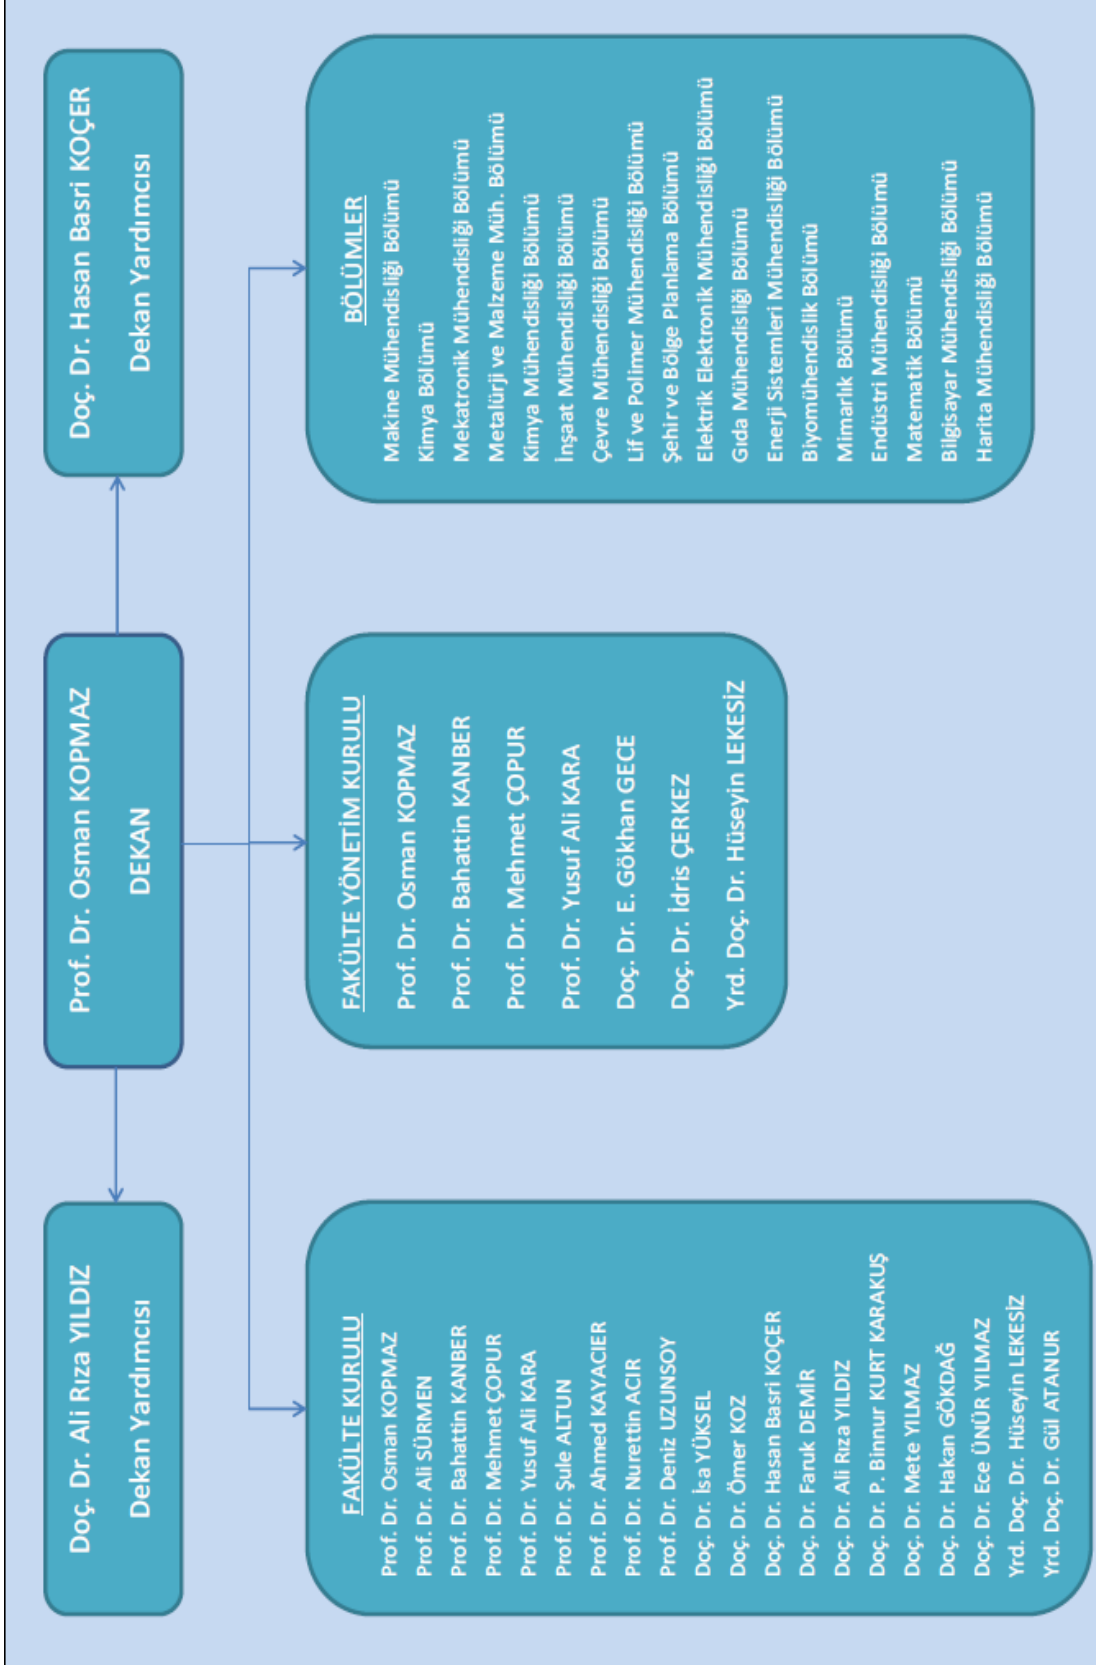 Doç. Dr. Ali Rıza YILDIZ
Dekan Yardımcısı
Prof. Dr. Osman KOPMAZ
DEKAN
Doç. Dr. Hasan Basri KOÇER
Dekan Yardımcısı
FAKÜLTE KURULU
Prof. Dr. Osman KOPMAZ
Prof. Dr. Ali SÜRMEN
Prof. Dr. Bahattin KANBER
Prof. Dr. Mehmet ÇOPUR
Prof. Dr. Yusuf Ali KARA
Prof. Dr. Şule ALTUN
Prof. Dr. Ahmed KAYACIER
Prof. Dr. Nurettin ACIR
Prof. Dr. Deniz UZUNSOY
Doç. Dr. İsa YÜKSEL
Doç. Dr. Ömer KOZ
Doç. Dr. Hasan Basri KOÇER
Doç. Dr. Faruk DEMİR
Doç. Dr. Ali Rıza YILDIZ
Doç. Dr. P. Binnur KURT KARAKUŞ
Doç. Dr. Mete YILMAZ
Doç. Dr. Hakan GÖKDAĞ
Doç. Dr. Ece ÜNÜR YILMAZ
Yrd. Doç. Dr. Hüseyin LEKESİZ
Yrd. Doç. Dr. Gül ATANUR
FAKÜLTE YÖNETİM KURULU
Prof. Dr. Osman KOPMAZ
Prof. Dr. Bahattin KANBER
Prof. Dr. Mehmet ÇOPUR
Prof. Dr. Yusuf Ali KARA
Doç. Dr. E. Gökhan GECE
Doç. Dr. İdris ÇERKEZ
Yrd. Doç. Dr. Hüseyin LEKESİZ
BÖLÜMLER
Makine Mühendisliği Bölümü
Kimya Bölümü
Mekatronik Mühendisliği Bölümü
Metalürji ve Malzeme Müh. Bölümü
Kimya Mühendisliği Bölümü
İnşaat Mühendisliği Bölümü
Çevre Mühendisliği Bölümü
Lif ve Polimer Mühendisliği Bölümü
Şehir ve Bölge Planlama Bölümü
Elektrik Elektronik Mühendisliği Bölümü
Gıda Mühendisliği Bölümü
Enerji Sistemleri Mühendisliği Bölümü
Biyomühendislik Bölümü
Mimarlık Bölümü
Endüstri Mühendisliği Bölümü
Matematik Bölümü
Bilgisayar Mühendisliği Bölümü
Harita Mühendisliği Bölümü